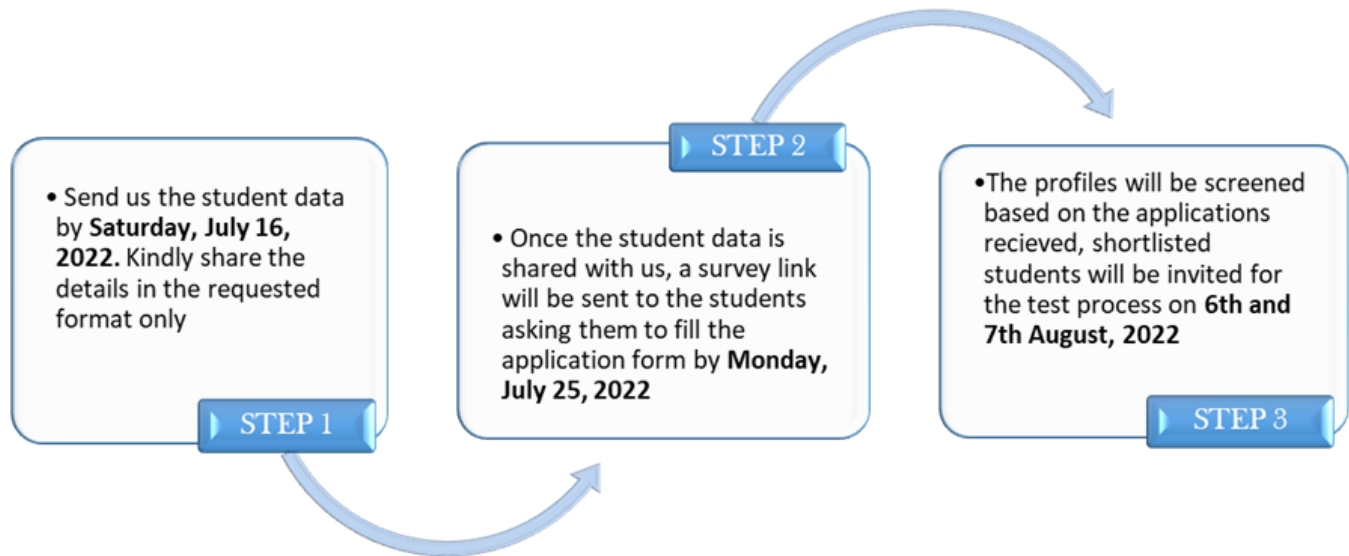 • Send us the student data
by Saturday, July 16,
2022. Kindly share the
details in the requested
format only
STEP 1
STEP 2
• Once the student data is
shared with us, a survey link
will be sent to the students
asking them to fill the
application form by Monday,
July 25, 2022
•The profiles will be screened
based on the applications
recieved, shortlisted
students will be invited for
the test process on 6th and
7th August, 2022
STEP 3